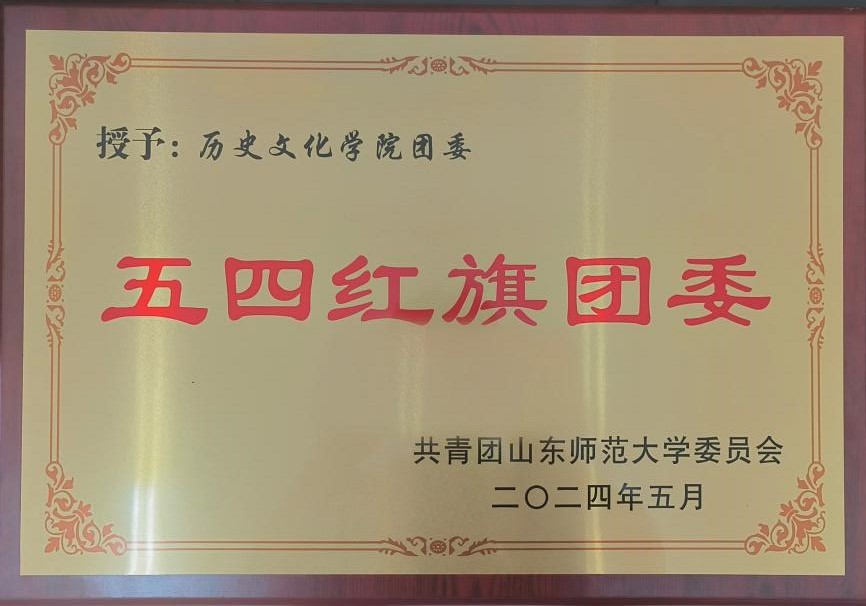 授予：历史文化学院团委
五四红旗团委
共青团山东师范大学委员会
二〇二四年五月